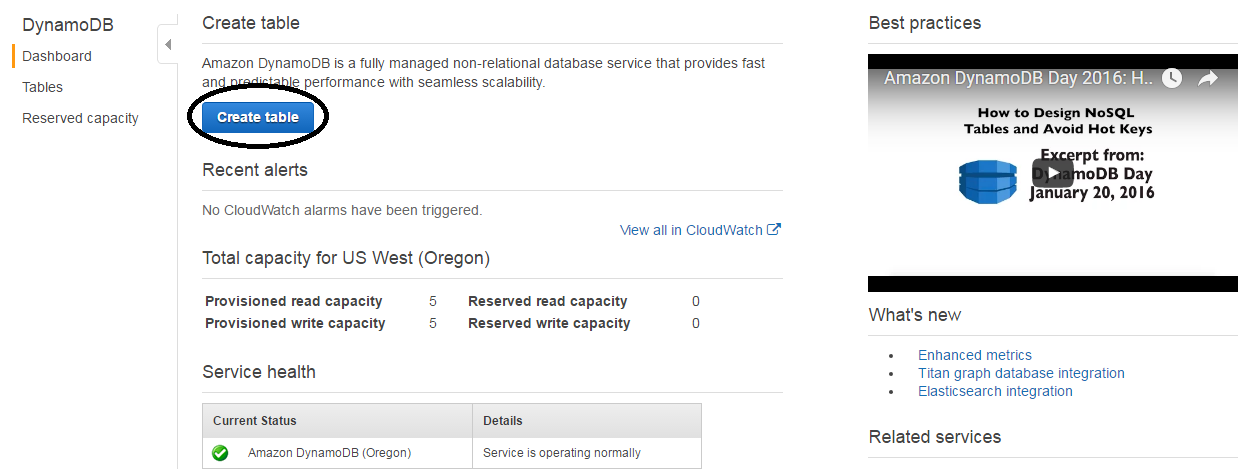 DynamoDB
Dashboard
Tables
Reserved capacity
Create table
Amazon DynamoDB is a fully managed non-relational database service that provides fast
and predictable performance with seamless scalability.
Create table
Recent alerts
No CloudWatch alarms have been triggered.
View all in CloudWatch
Total capacity for US West (Oregon)
Provisioned read capacity 5 Reserved read capacity 0
Provisioned write capacity 5 Reserved write capacity 0
Service health
Current Status Details
Amazon DynamoDB (Oregon) Service is operating normally
Best practices
Amazon DynamoDB Day 2016: H..
How to Design NoSQL
Tables and Avoid Hot Keys
Excerpt from:
DynamoDB Day
January 20, 2016
What's new
Enhanced metrics
Titan graph database integration
Elasticsearch integration
Related services